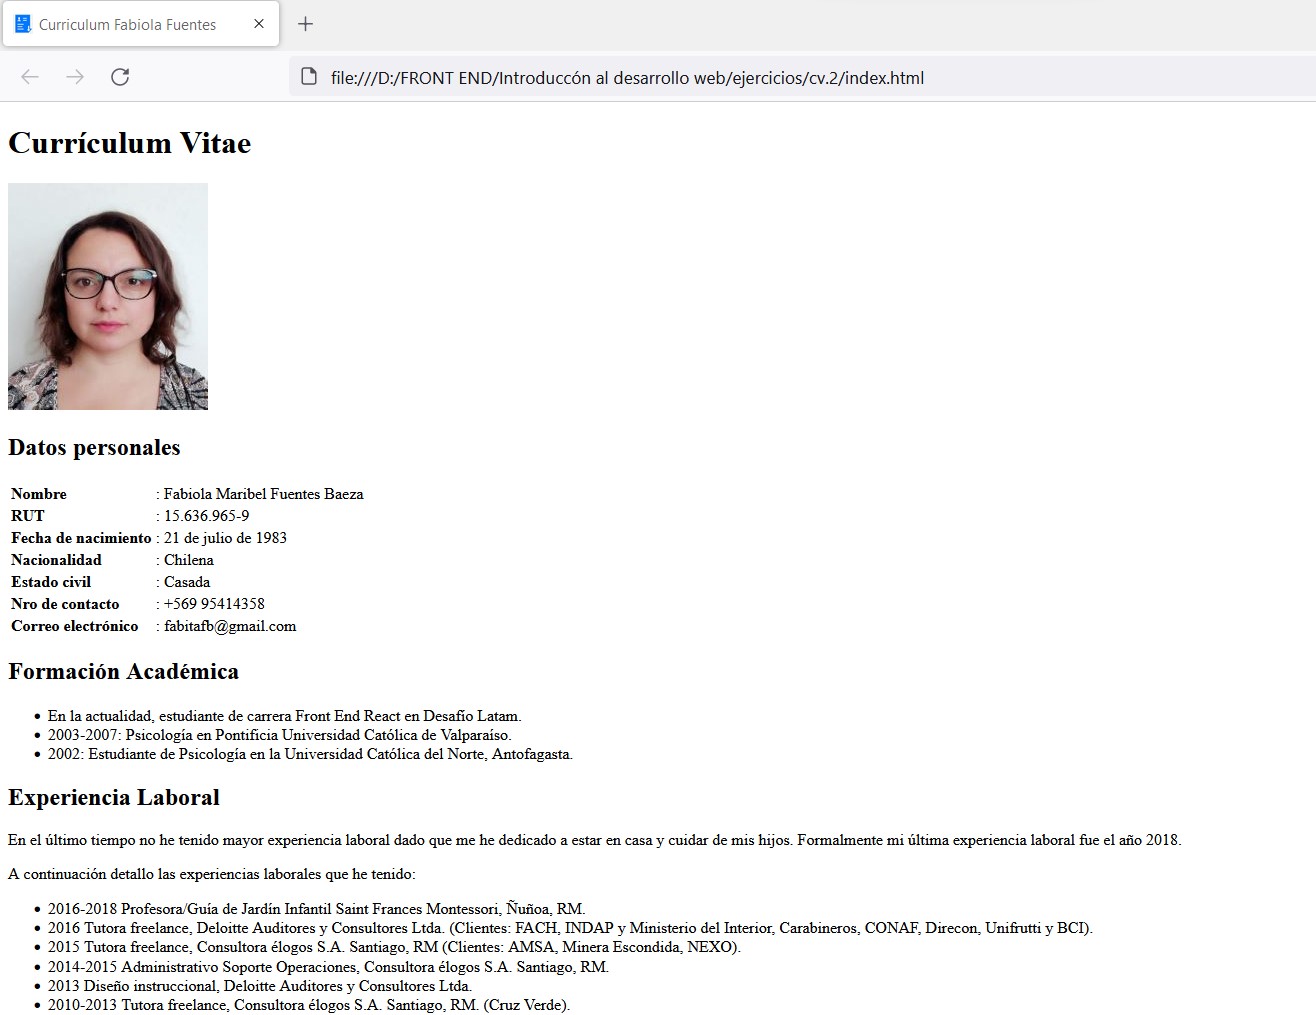 Curriculum Fabiola Fuentes
file:///D:/FRONT END/Introduccón al desarrollo web/ejercicios/cv.2/index.html
Currículum Vitae
Datos personales
Nombre : Fabiola Maribel Fuentes Baeza
RUT : 15.636.965-9
Fecha de nacimiento : 21 de julio de 1983
Nacionalidad : Chilena
Estado civil : Casada
Nro de contacto : +569 95414358
Correo electrónico : fabitafb@gmail.com
Formación Académica
• En la actualidad, estudiante de carrera Front End React en Desafío Latam.
• 2003-2007: Psicología en Pontificia Universidad Católica de Valparaíso.
• 2002: Estudiante de Psicología en la Universidad Católica del Norte, Antofagasta.
Experiencia Laboral
En el último tiempo no he tenido mayor experiencia laboral dado que me he dedicado a estar en casa y cuidar de mis hijos. Formalmente mi última experiencia laboral fue el año 2018.
A continuación detallo las experiencias laborales que he tenido:
• 2016-2018 Profesora/Guía de Jardín Infantil Saint Frances Montessori, Ñuñoa, RM.
• 2016 Tutora freelance, Deloitte Auditores y Consultores Ltda. (Clientes: FACH, INDAP y Ministerio del Interior, Carabineros, CONAF, Direcon, Unifrutti y BCI).
• 2015 Tutora freelance, Consultora élogos S.A. Santiago, RM (Clientes: AMSA, Minera Escondida, NEXO).
• 2014-2015 Administrativo Soporte Operaciones, Consultora élogos S.A. Santiago, RM.
• 2013 Diseño instruccional, Deloitte Auditores y Consultores Ltda.
• 2010-2013 Tutora freelance, Consultora élogos S.A. Santiago, RM. (Cruz Verde).